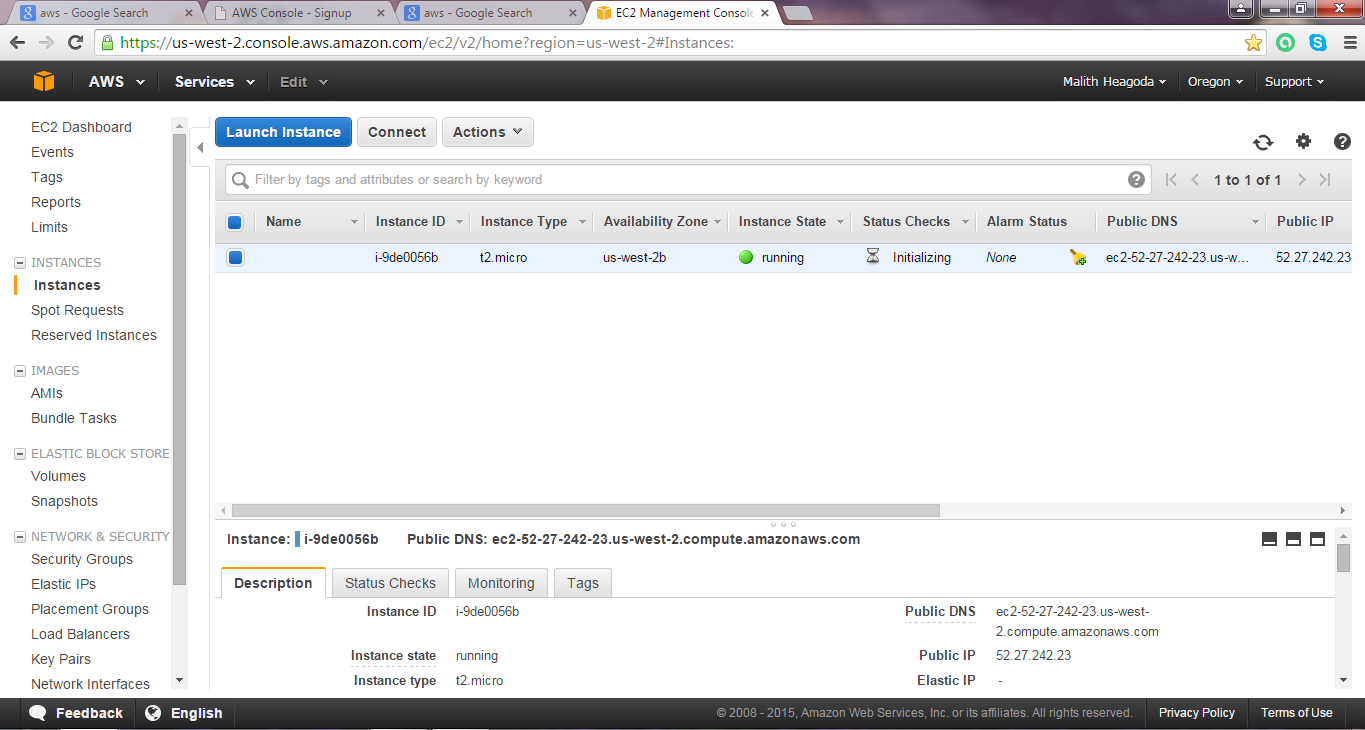 aws - Google Search
AWS Console - Signup
aws - Google Search
EC2 Management Console
https://us-west-2.console.aws.amazon.com/ec2/v2/home?region=us-west-2#Instances:
AWS Services Edit Malith Heagoda Oregon Support
EC2 Dashboard
Events
Tags
Reports
Limits
INSTANCES
Instances
Spot Requests
Reserved Instances
IMAGES
AMIs
Bundle Tasks
ELASTIC BLOCK STORE
Volumes
Snapshots
NETWORK & SECURITY
Security Groups
Elastic IPs
Placement Groups
Load Balancers
Key Pairs
Network Interfaces
Launch Instance Connect Actions
Filter by tags and attributes or search by keyword
1 to 1 of 1
Name Instance ID Instance Type Availability Zone Instance State Status Checks Alarm Status Public DNS Public IP
i-9de0056b t2.micro us-west-2b running Initializing None ec2-52-27-242-23.us-w... 52.27.242.23
Instance: i-9de0056b Public DNS: ec2-52-27-242-23.us-west-2.compute.amazonaws.com
Description Status Checks Monitoring Tags
Instance ID i-9de0056b
Instance state running
Instance type t2.micro
Public DNS ec2-52-27-242-23.us-west-
2.compute.amazonaws.com
Public IP 52.27.242.23
Elastic IP -
Feedback English
© 2008 - 2015, Amazon Web Services, Inc. or its affiliates. All rights reserved. Privacy Policy Terms of Use